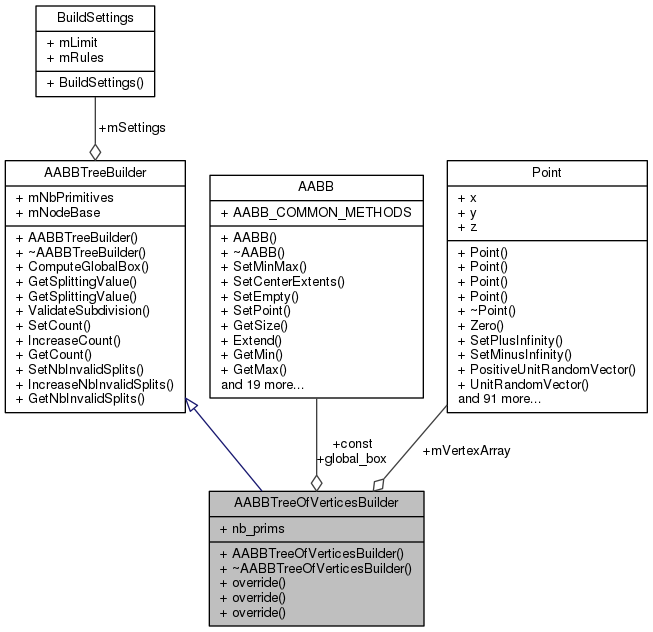 BuildSettings
+ mLimit
+ mRules
+ BuildSettings()
+mSettings
AABBTreeBuilder
+ mNbPrimitives
+ mNodeBase
+ AABBTreeBuilder()
+ ~AABBTreeBuilder()
+ ComputeGlobalBox()
+ GetSplittingValue()
+ GetSplittingValue()
+ ValidateSubdivision()
+ SetCount()
+ IncreaseCount()
+ GetCount()
+ SetNbInvalidSplits()
+ IncreaseNbInvalidSplits()
+ GetNbInvalidSplits()
AABB
+ AABB_COMMON_METHODS
+ AABB()
+ ~AABB()
+ SetMinMax()
+ SetCenterExtents()
+ SetEmpty()
+ SetPoint()
+ GetSize()
+ Extend()
+ GetMin()
+ GetMax()
and 19 more...
Point
+ x
+ y
+ z
+ Point()
+ Point()
+ Point()
+ Point()
+ ~Point()
+ Zero()
+ SetPlusInfinity()
+ SetMinusInfinity()
+ PositiveUnitRandomVector()
+ UnitRandomVector()
and 91 more...
+const
+global_box
+mVertexArray
AABBTreeOfVerticesBuilder
+ nb_prims
+ AABBTreeOfVerticesBuilder()
+ ~AABBTreeOfVerticesBuilder()
+ override()
+ override()
+ override()